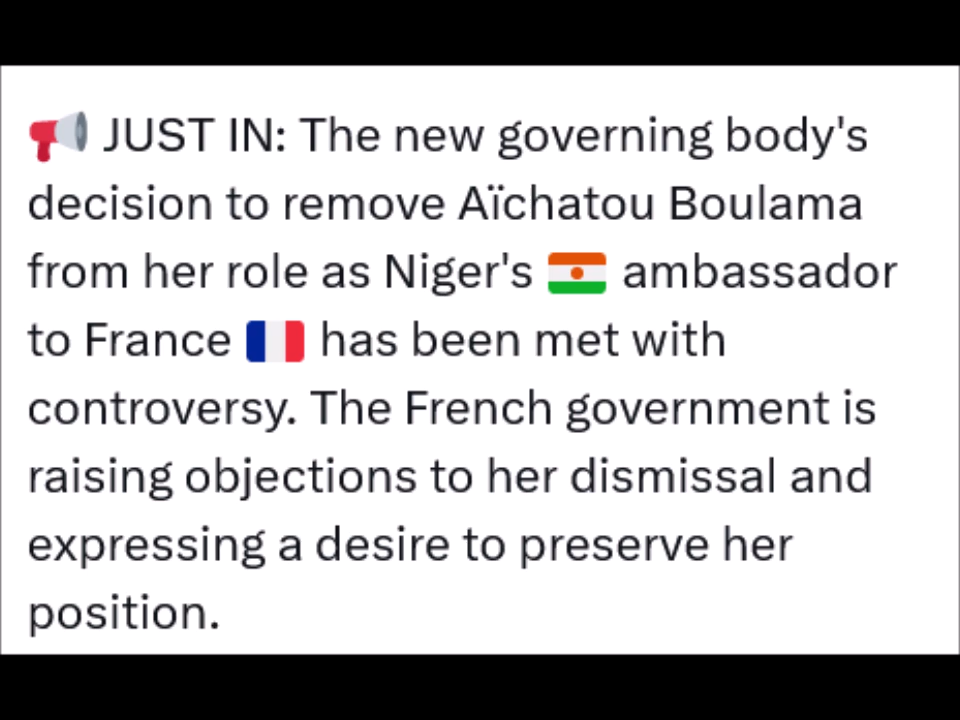 📢 JUST IN: The new governing body's
decision to remove Aïchatou Boulama
from her role as Niger's 🇳🇪 ambassador
to France 🇫🇷 has been met with
controversy. The French government is
raising objections to her dismissal and
expressing a desire to preserve her
position.